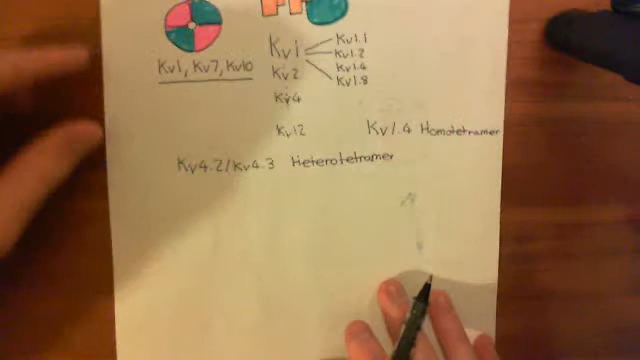 Kv1, Kv7, Kv10
Kv1
Kv1.1
Kv1.2
Kv1.4
Kv1.8
Kv2
Kv4
Kv12
Kv1.4 Homotetramer
Kv4.2/Kv4.3 Heterotetramer